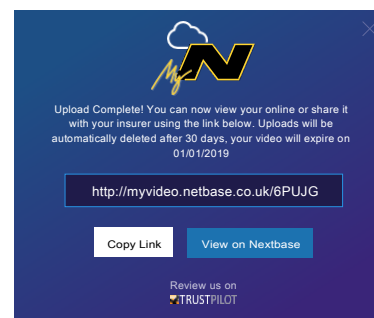 My N
Upload Complete! You can now view your online or share it
with your insurer using the link below. Uploads will be
automatically deleted after 30 days, your video will expire on
01/01/2019
http://myvideo.netbase.co.uk/6PUJG
Copy Link
View on Nextbase
Review us on
TRUSTPILOT